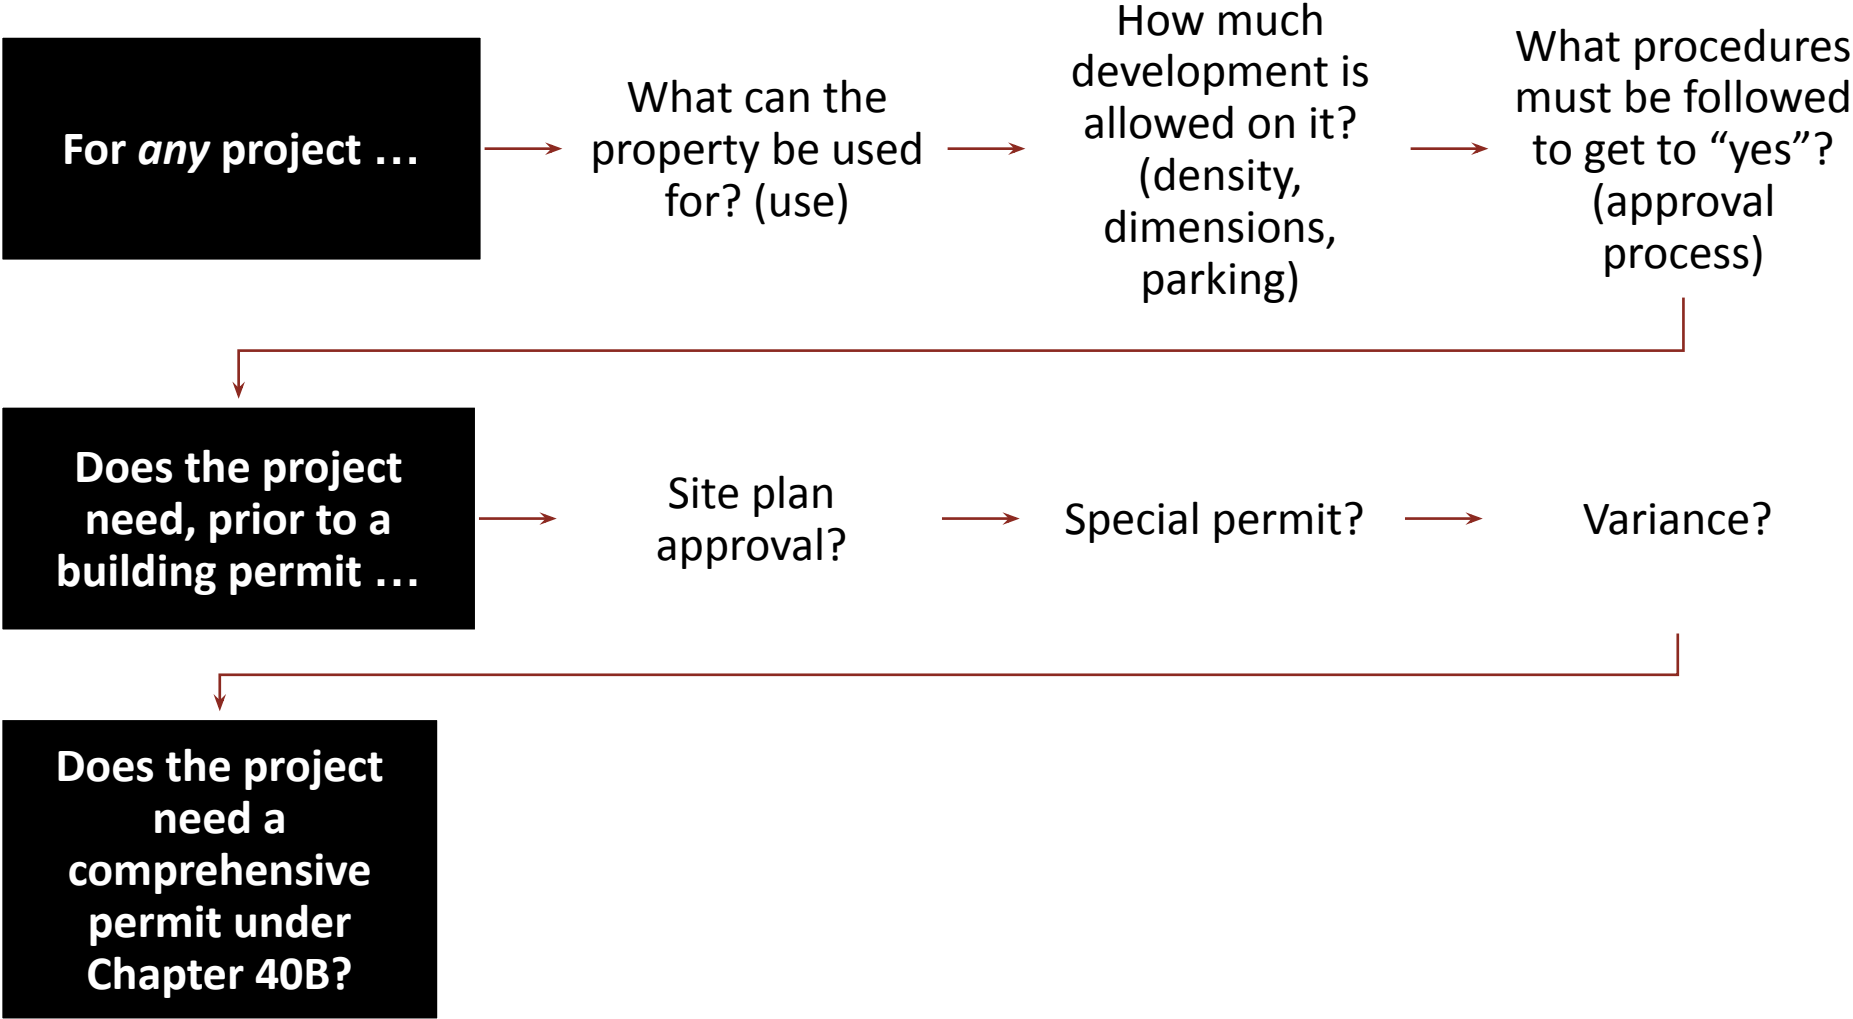 For any project …
What can the
property be used
for? (use)
How much
development is
allowed on it?
(density,
dimensions,
parking)
What procedures
must be followed
to get to “yes”?
(approval
process)
Does the project
need, prior to a
building permit …
Site plan
approval?
Special permit?
Variance?
Does the project
need a
comprehensive
permit under
Chapter 40B?